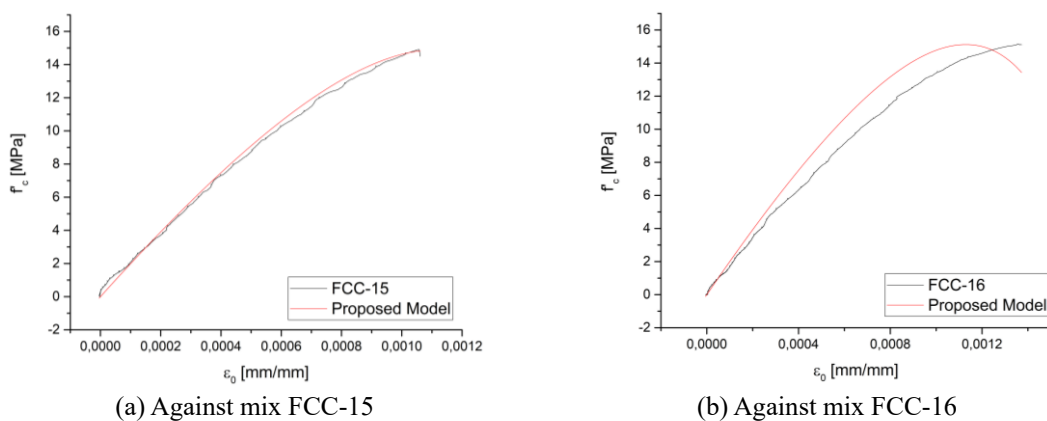 16
14
12
10
8
6
4
2
0
-2
f'c [MPa]
FCC-15
Proposed Model
0,0000 0,0002 0,0004 0,0006 0,0008 0,0010 0,0012
ε0 [mm/mm]
(a) Against mix FCC-15
16
14
12
10
8
6
4
2
0
-2
f'c [MPa]
FCC-16
Proposed Model
0,0000 0,0004 0,0008 0,0012
ε0 [mm/mm]
(b) Against mix FCC-16